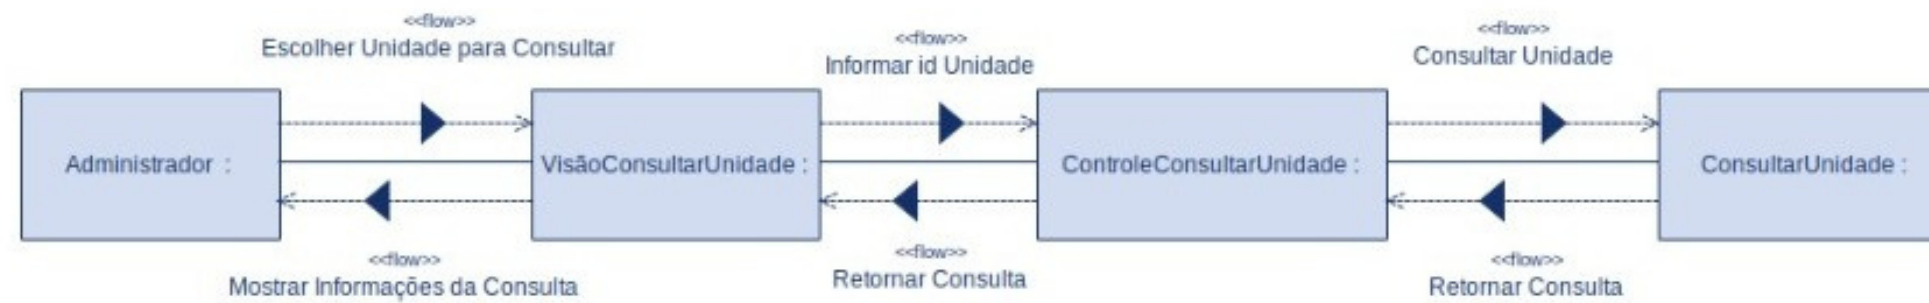 <<flow>>
Escolher Unidade para Consultar
<<flow>>
Informar id Unidade
<<flow>>
Consultar Unidade
Administrador :
VisãoConsultarUnidade :
ControleConsultarUnidade :
ConsultarUnidade :
<<flow>>
Mostrar Informações da Consulta
<<flow>>
Retornar Consulta
<<flow>>
Retornar Consulta